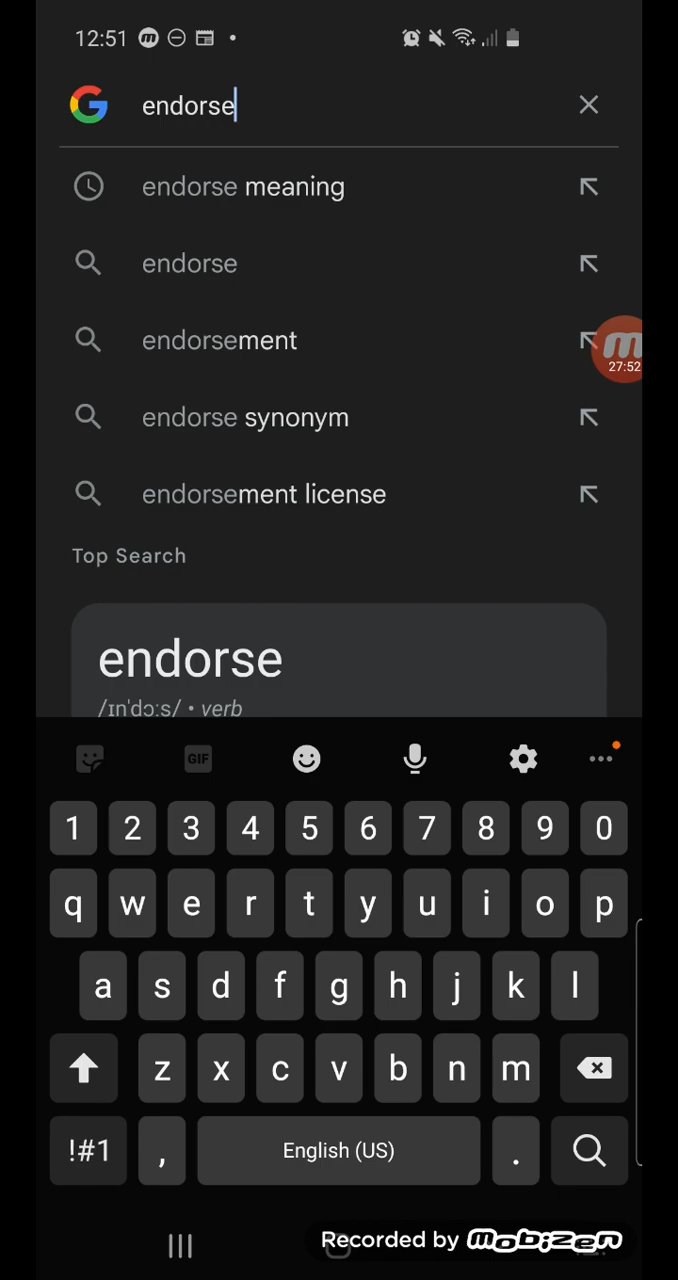 12:51
endorse
endorse meaning
endorse
endorsement
27:52
endorse synonym
endorsement license
Top Search
endorse
/ɪnˈdɔːs/ • verb
GIF
1 2 3 4 5 6 7 8 9 0
q w e r t y u i o p
a s d f g h j k l
z x c v b n m
!#1 , English (US) .
Recorded by mobizen